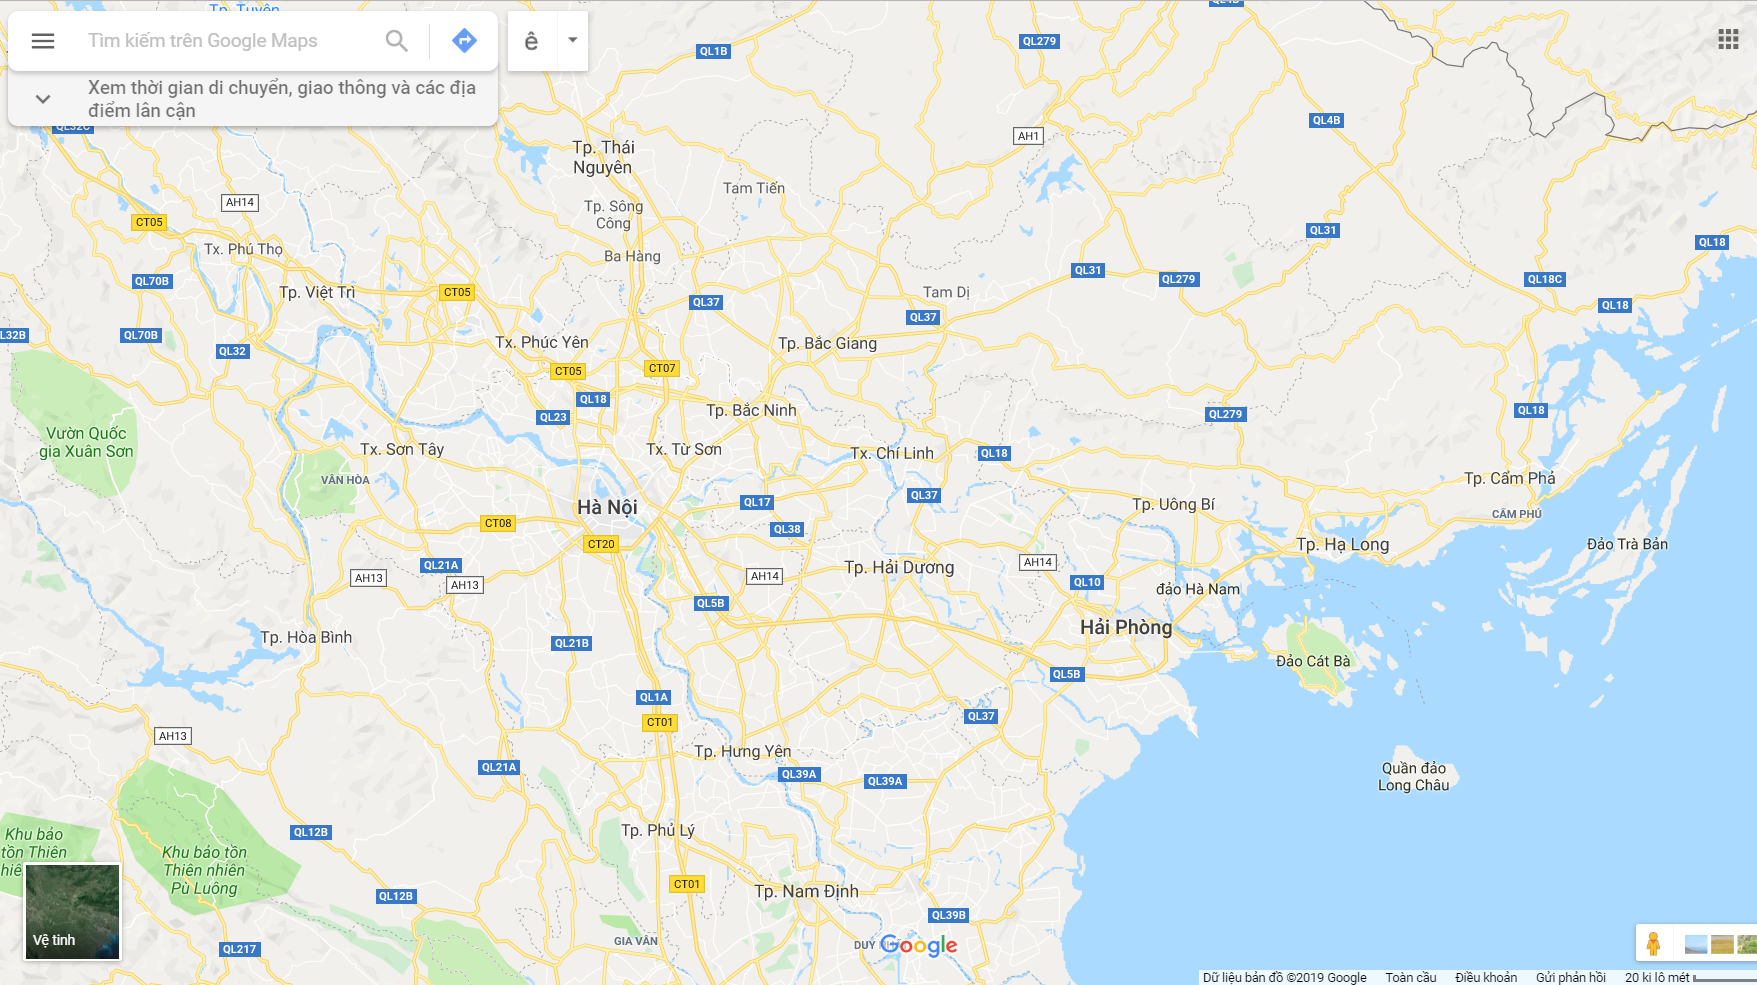 Tp. Tuyên
QL4B
Tìm kiếm trên Google Maps
ê
QL1B
QL279
Xem thời gian di chuyển, giao thông và các địa
điểm lân cận
QL32C
QL4B
AH1
Tp. Thái
Nguyên
Tam Tiến
AH14
Tp. Sông
Công
CT05
QL31
Tx. Phú Thọ
Ba Hàng
QL18
QL70B
QL31
QL279
QL18C
Tp. Việt Trì
CT05
QL37
Tam Dị
QL18
QL37
L32B
QL70B
QL32
Tx. Phúc Yên
Tp. Bắc Giang
CT05
CT07
QL18
QL23
Tp. Bắc Ninh
QL279
QL18
Vườn Quốc
gia Xuân Sơn
Tx. Sơn Tây
Tx. Từ Sơn
Tx. Chí Linh
QL18
VÂN HÒA
Tp. Cẩm Phả
QL37
QL17
Tp. Uông Bí
Hà Nội
CẨM PHÚ
CT08
QL38
CT20
Tp. Hạ Long
Đảo Trà Bản
QL21A
AH13
AH13
AH14
Tp. Hải Dương
AH14
QL10
đảo Hà Nam
QL5B
Hải Phòng
Tp. Hòa Bình
QL21B
Đảo Cát Bà
QL5B
QL1A
CT01
QL37
AH13
Tp. Hưng Yên
QL21A
QL39A
QL39A
Quần đảo
Long Châu
Khu bảo
tồn Thiên
QL12B
Tp. Phủ Lý
Khu bảo tồn
Thiên nhiên
Pù Luông
CT01
QL12B
Tp. Nam Định
QL39B
Vệ tinh
QL217
GIA VÂN
DUY
Google
Dữ liệu bản đồ ©2019 Google
Toàn cầu
Điều khoản
Gửi phản hồi
20 ki lô mét